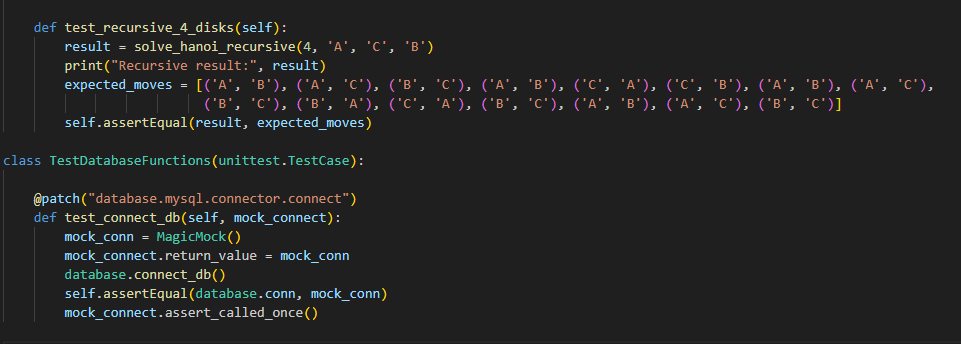 def test_recursive_4_disks(self):
result = solve_hanoi_recursive(4, 'A', 'C', 'B')
print("Recursive result:", result)
expected_moves = [('A', 'B'), ('A', 'C'), ('B', 'C'), ('A', 'B'), ('C', 'A'), ('C', 'B'), ('A', 'B'), ('A', 'C'),
('B', 'C'), ('B', 'A'), ('C', 'A'), ('B', 'C'), ('A', 'B'), ('A', 'C'), ('B', 'C')]
self.assertEqual(result, expected_moves)
class TestDatabaseFunctions(unittest.TestCase):
@patch("database.mysql.connector.connect")
def test_connect_db(self, mock_connect):
mock_conn = MagicMock()
mock_connect.return_value = mock_conn
database.connect_db()
self.assertEqual(database.conn, mock_conn)
mock_connect.assert_called_once()